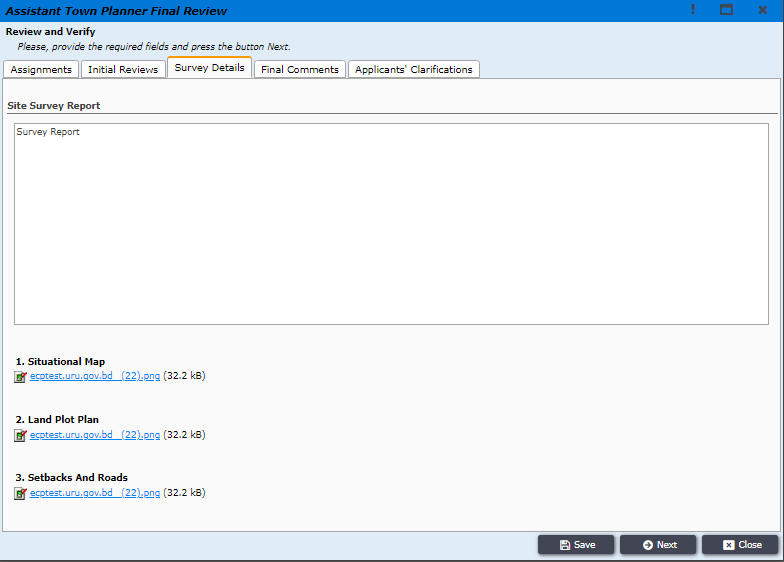 Assistant Town Planner Final Review
Review and Verify
Please, provide the required fields and press the button Next.
Assignments Initial Reviews Survey Details Final Comments Applicants' Clarifications
Site Survey Report
Survey Report
1. Situational Map
ecptest.uru.gov.bd_ (22).png (32.2 kB)
2. Land Plot Plan
ecptest.uru.gov.bd_ (22).png (32.2 kB)
3. Setbacks And Roads
ecptest.uru.gov.bd_ (22).png (32.2 kB)
Save Next Close